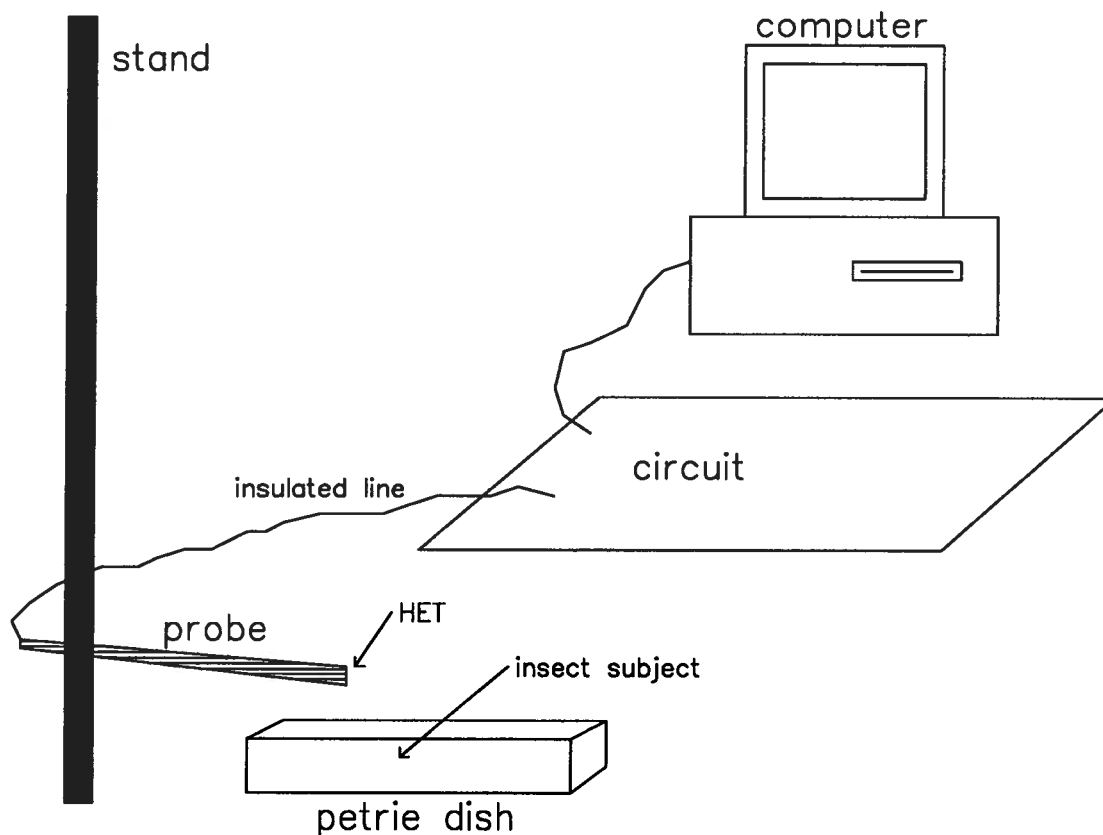 computer
stand
circuit
insulated line
HET
probe
insect subject
petrie dish